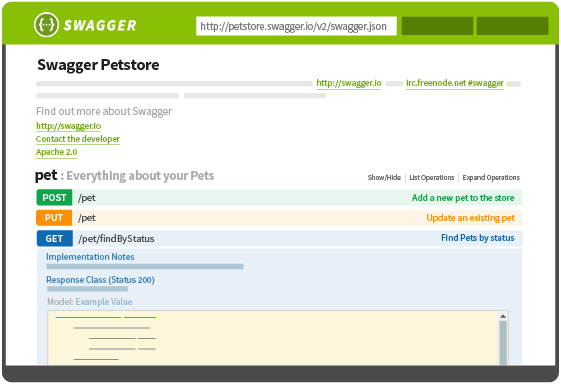 SWAGGER http://petstore.swagger.io/v2/swagger.json
Swagger Petstore
http://swagger.io irc.freenode.net #swagger
Find out more about Swagger
http://swagger.io
Contact the developer
Apache 2.0
pet : Everything about your Pets Show/Hide | List Operations | Expand Operations
POST /pet Add a new pet to the store
PUT /pet Update an existing pet
GET /pet/findByStatus Find Pets by status
Implementation Notes
Response Class (Status 200)
Model: Example Value